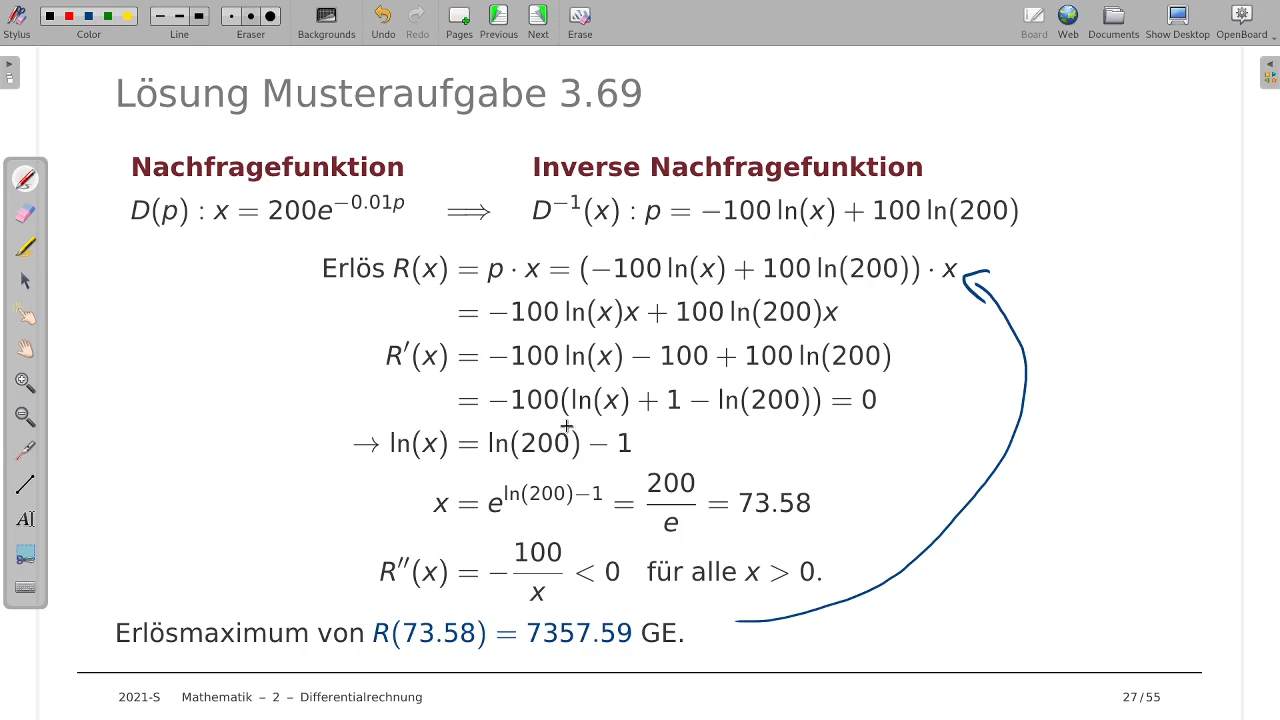 Stylus Color Line Eraser Backgrounds Undo Redo Pages Previous Next Erase Board Web Documents Show Desktop OpenBoard
Lösung Musteraufgabe 3.69
Nachfragefunktion Inverse Nachfragefunktion
D(p) : x = 200e^{−0.01p} ⟹ D^{−1}(x) : p = −100 ln(x) + 100 ln(200)
Erlös R(x) = p · x = (−100 ln(x) + 100 ln(200)) · x
= −100 ln(x)x + 100 ln(200)x
R′(x) = −100 ln(x) − 100 + 100 ln(200)
= −100(ln(x) + 1 − ln(200)) = 0
→ ln(x) = ln(200) − 1
x = e^{ln(200)−1} = 200/e = 73.58
R″(x) = −100/x < 0 für alle x > 0.
Erlösmaximum von R(73.58) = 7357.59 GE.
2021-S Mathematik – 2 – Differentialrechnung 27/55